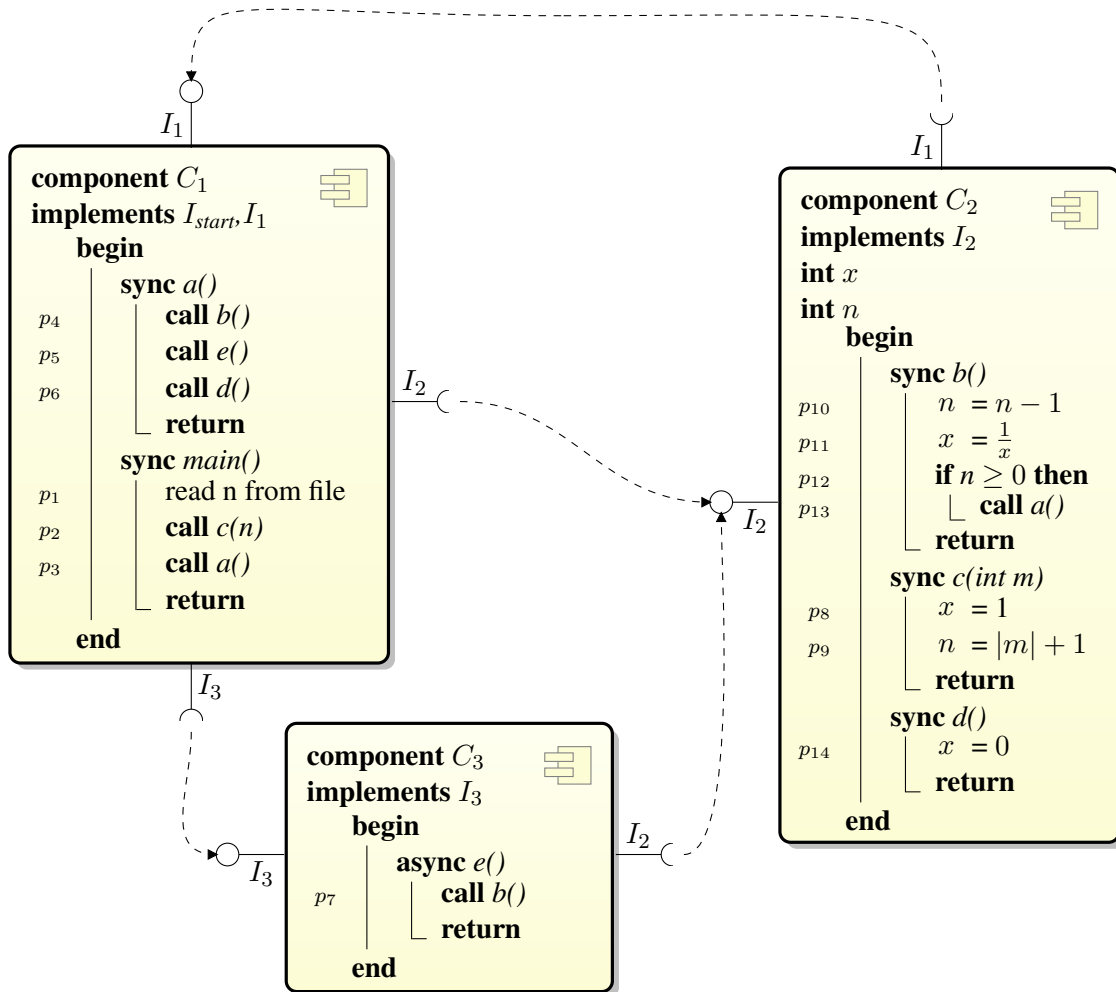 I₁
component C₁
implements I_start, I₁
begin
sync a()
p₄ call b()
p₅ call e()
p₆ call d()
return
sync main()
p₁ read n from file
p₂ call c(n)
p₃ call a()
return
end
I₂
I₃
I₁
component C₂
implements I₂
int x
int n
begin
sync b()
p₁₀ n = n − 1
p₁₁ x = 1/x
p₁₂ if n ≥ 0 then
p₁₃ call a()
return
sync c(int m)
p₈ x = 1
p₉ n = |m| + 1
return
sync d()
p₁₄ x = 0
return
end
I₂
component C₃
implements I₃
begin
async e()
p₇ call b()
return
end
I₃
I₂